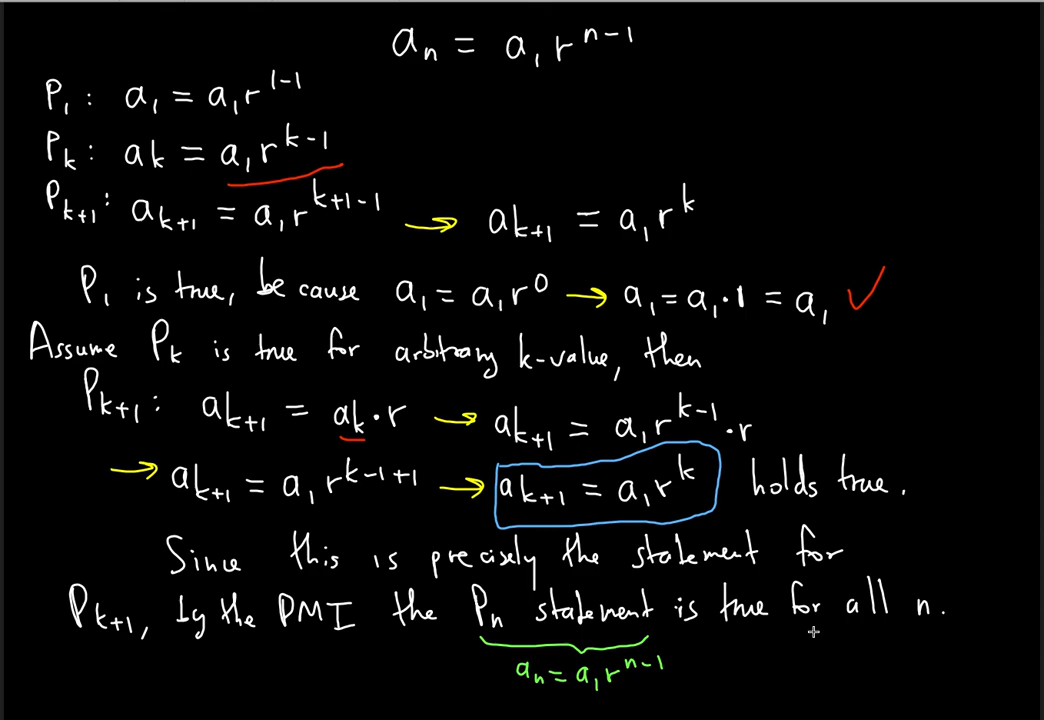 aₙ = a₁rⁿ⁻¹
P₁: a₁ = a₁r¹⁻¹
Pₖ: ak = a₁rᵏ⁻¹
Pₖ₊₁: aₖ₊₁ = a₁rᵏ⁺¹⁻¹ → aₖ₊₁ = a₁rᵏ
P₁ is true, because a₁ = a₁r⁰ → a₁ = a₁·1 = a₁ ✓
Assume Pₖ is true for arbitrary k-value, then
Pₖ₊₁: aₖ₊₁ = aₖ·r → aₖ₊₁ = a₁rᵏ⁻¹·r
→ aₖ₊₁ = a₁rᵏ⁻¹⁺¹ → aₖ₊₁ = a₁rᵏ holds true.
Since this is precisely the statement for
Pₖ₊₁, by the PMI the Pₙ statement is true for all n.
aₙ = a₁rⁿ⁻¹